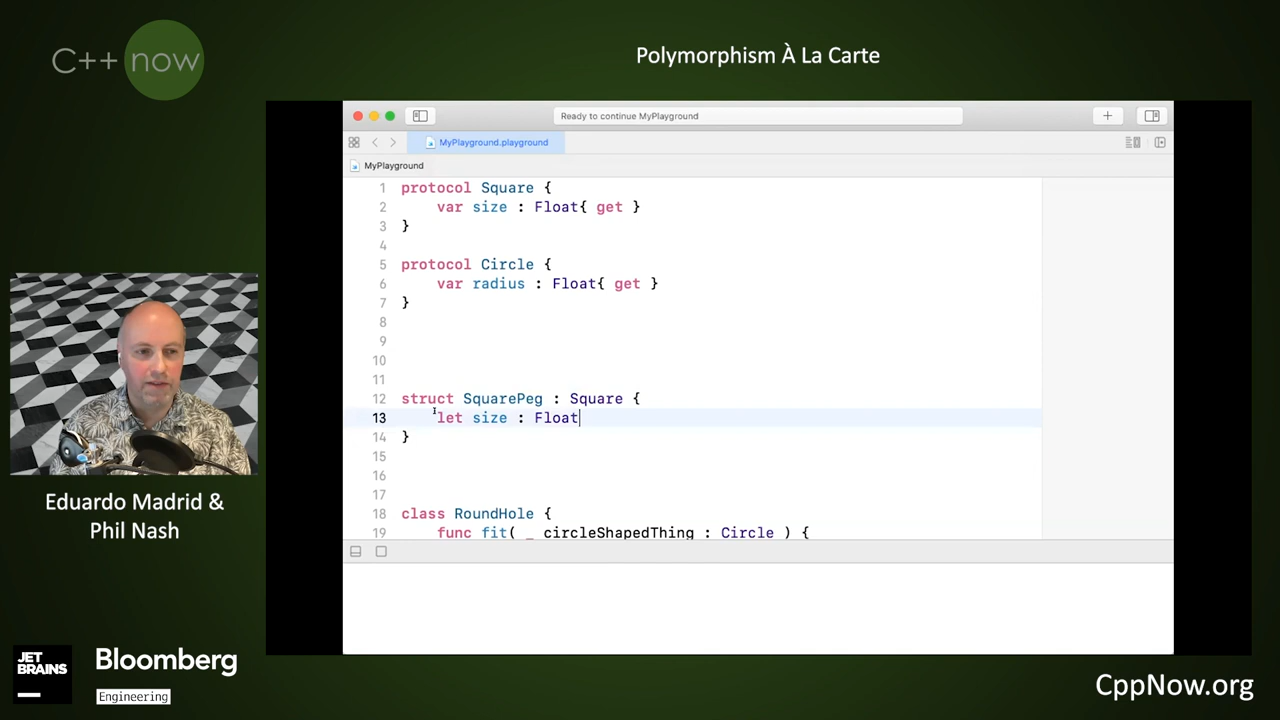 C++ now
Polymorphism À La Carte
Ready to continue MyPlayground
MyPlayground.playground
MyPlayground
1 protocol Square {
2 var size : Float{ get }
3 }
4
5 protocol Circle {
6 var radius : Float{ get }
7 }
8
9
10
11
12 struct SquarePeg : Square {
13 let size : Float
14 }
15
16
17
18 class RoundHole {
19 func fit( _ circleShapedThing : Circle ) {
Eduardo Madrid &
Phil Nash
JET
BRAINS
Bloomberg
Engineering
CppNow.org